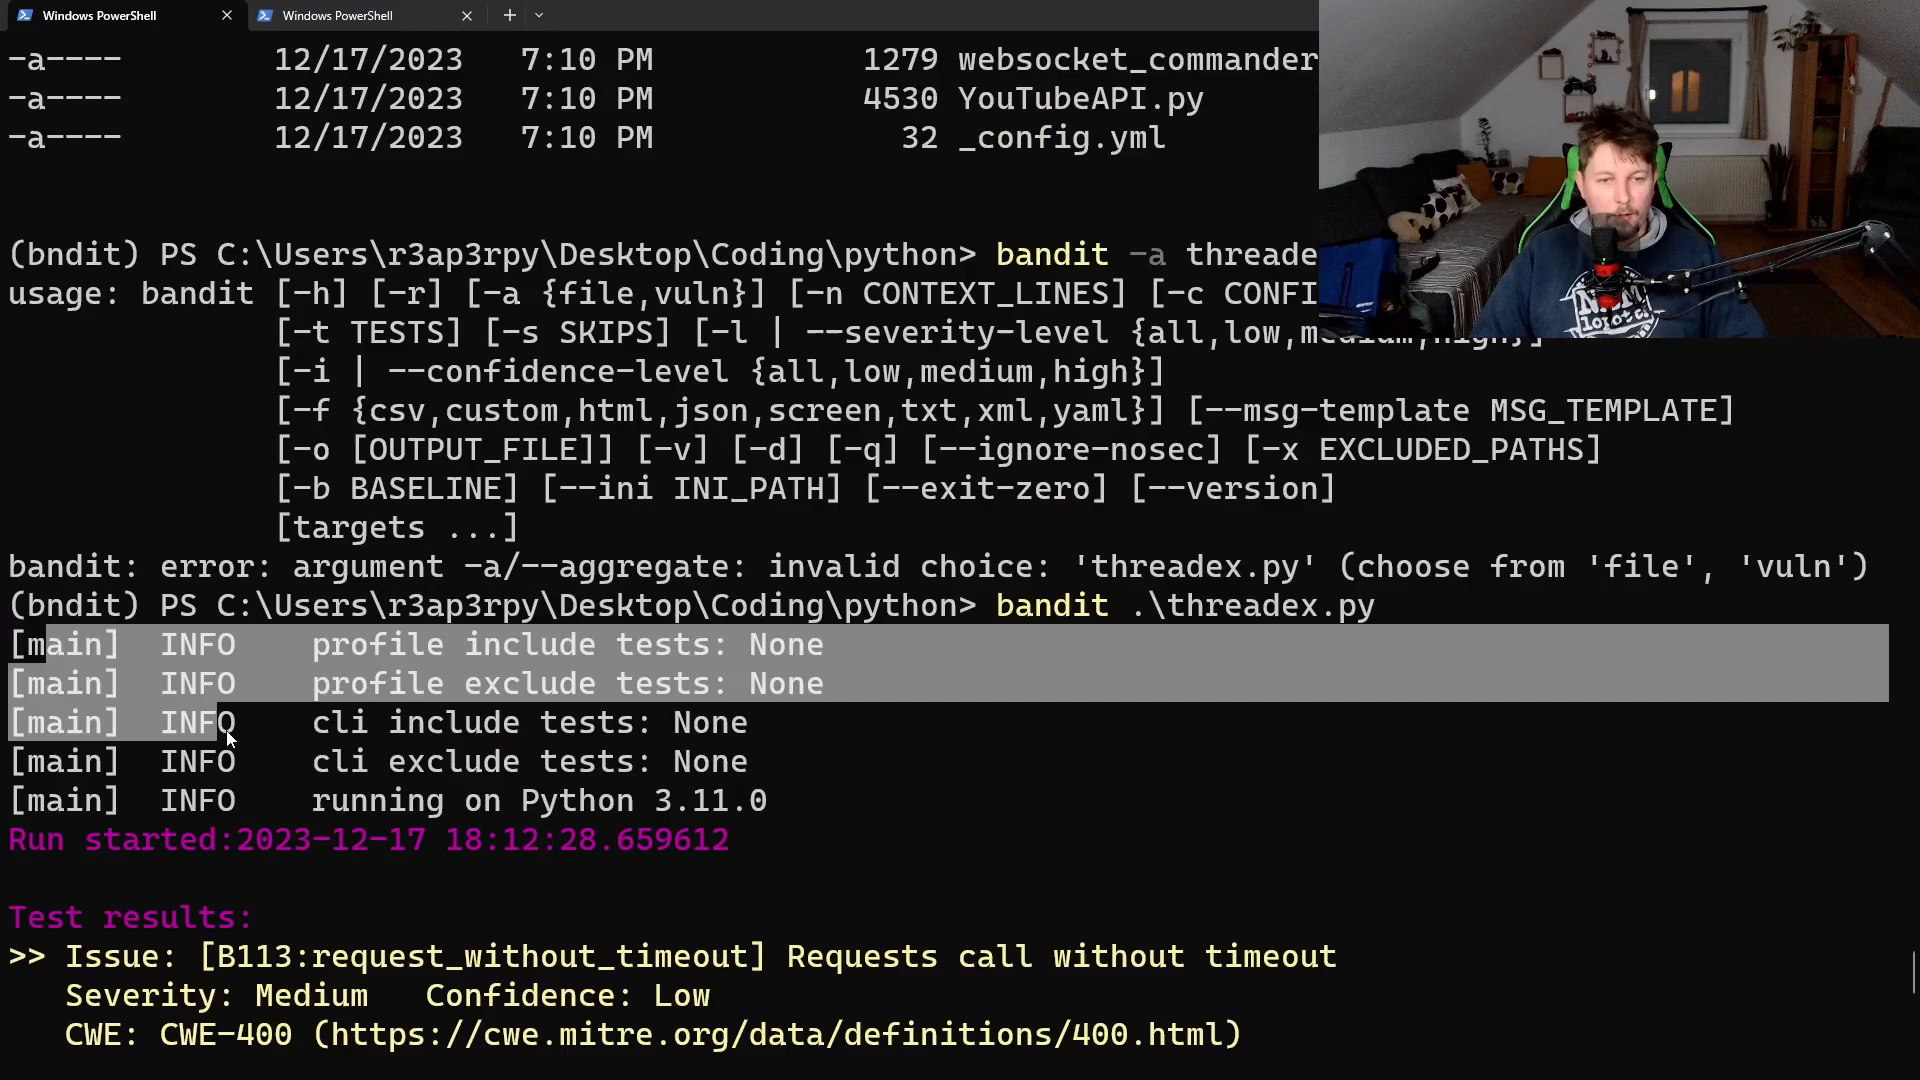 Windows PowerShell
Windows PowerShell
-a---- 12/17/2023 7:10 PM 1279 websocket_commander
-a---- 12/17/2023 7:10 PM 4530 YouTubeAPI.py
-a---- 12/17/2023 7:10 PM 32 _config.yml
(bndit) PS C:\Users\r3ap3rpy\Desktop\Coding\python> bandit -a threade
usage: bandit [-h] [-r] [-a {file,vuln}] [-n CONTEXT_LINES] [-c CONFI
[-t TESTS] [-s SKIPS] [-l | --severity-level {all,low,medium,high}]
[-i | --confidence-level {all,low,medium,high}]
[-f {csv,custom,html,json,screen,txt,xml,yaml}] [--msg-template MSG_TEMPLATE]
[-o [OUTPUT_FILE]] [-v] [-d] [-q] [--ignore-nosec] [-x EXCLUDED_PATHS]
[-b BASELINE] [--ini INI_PATH] [--exit-zero] [--version]
[targets ...]
bandit: error: argument -a/--aggregate: invalid choice: 'threadex.py' (choose from 'file', 'vuln')
(bndit) PS C:\Users\r3ap3rpy\Desktop\Coding\python> bandit .\threadex.py
[main] INFO profile include tests: None
[main] INFO profile exclude tests: None
[main] INFO cli include tests: None
[main] INFO cli exclude tests: None
[main] INFO running on Python 3.11.0
Run started:2023-12-17 18:12:28.659612
Test results:
>> Issue: [B113:request_without_timeout] Requests call without timeout
Severity: Medium Confidence: Low
CWE: CWE-400 (https://cwe.mitre.org/data/definitions/400.html)